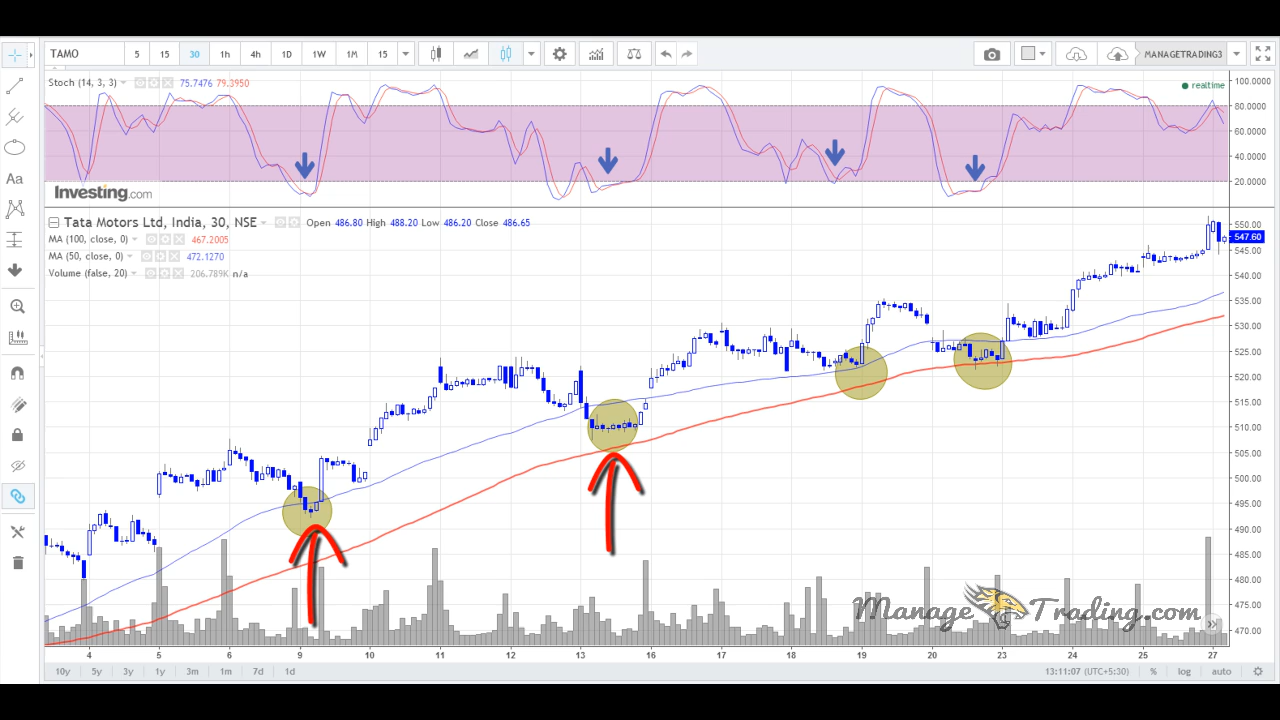 TAMO 5 15 30 1h 4h 1D 1W 1M 15 MANAGETRADING3
Stoch (14, 3, 3) 75.7476 79.3950
realtime
100.0000
80.0000
60.0000
40.0000
20.0000
Investing.com
Aa
Tata Motors Ltd, India, 30, NSE Open 486.80 High 488.20 Low 486.20 Close 486.65
MA (100, close, 0) 467.2005
MA (50, close, 0) 472.1270
Volume (false, 20) 206.789K n/a
550.00
547.60
545.00
540.00
535.00
530.00
525.00
520.00
515.00
510.00
505.00
500.00
495.00
490.00
485.00
480.00
475.00
470.00
Manage Trading.com
4 5 6 9 10 11 12 13 16 17 18 19 20 23 24 25 26 27
10y 5y 3y 1y 3m 1m 7d 1d 13:11:07 (UTC+5:30) % log auto